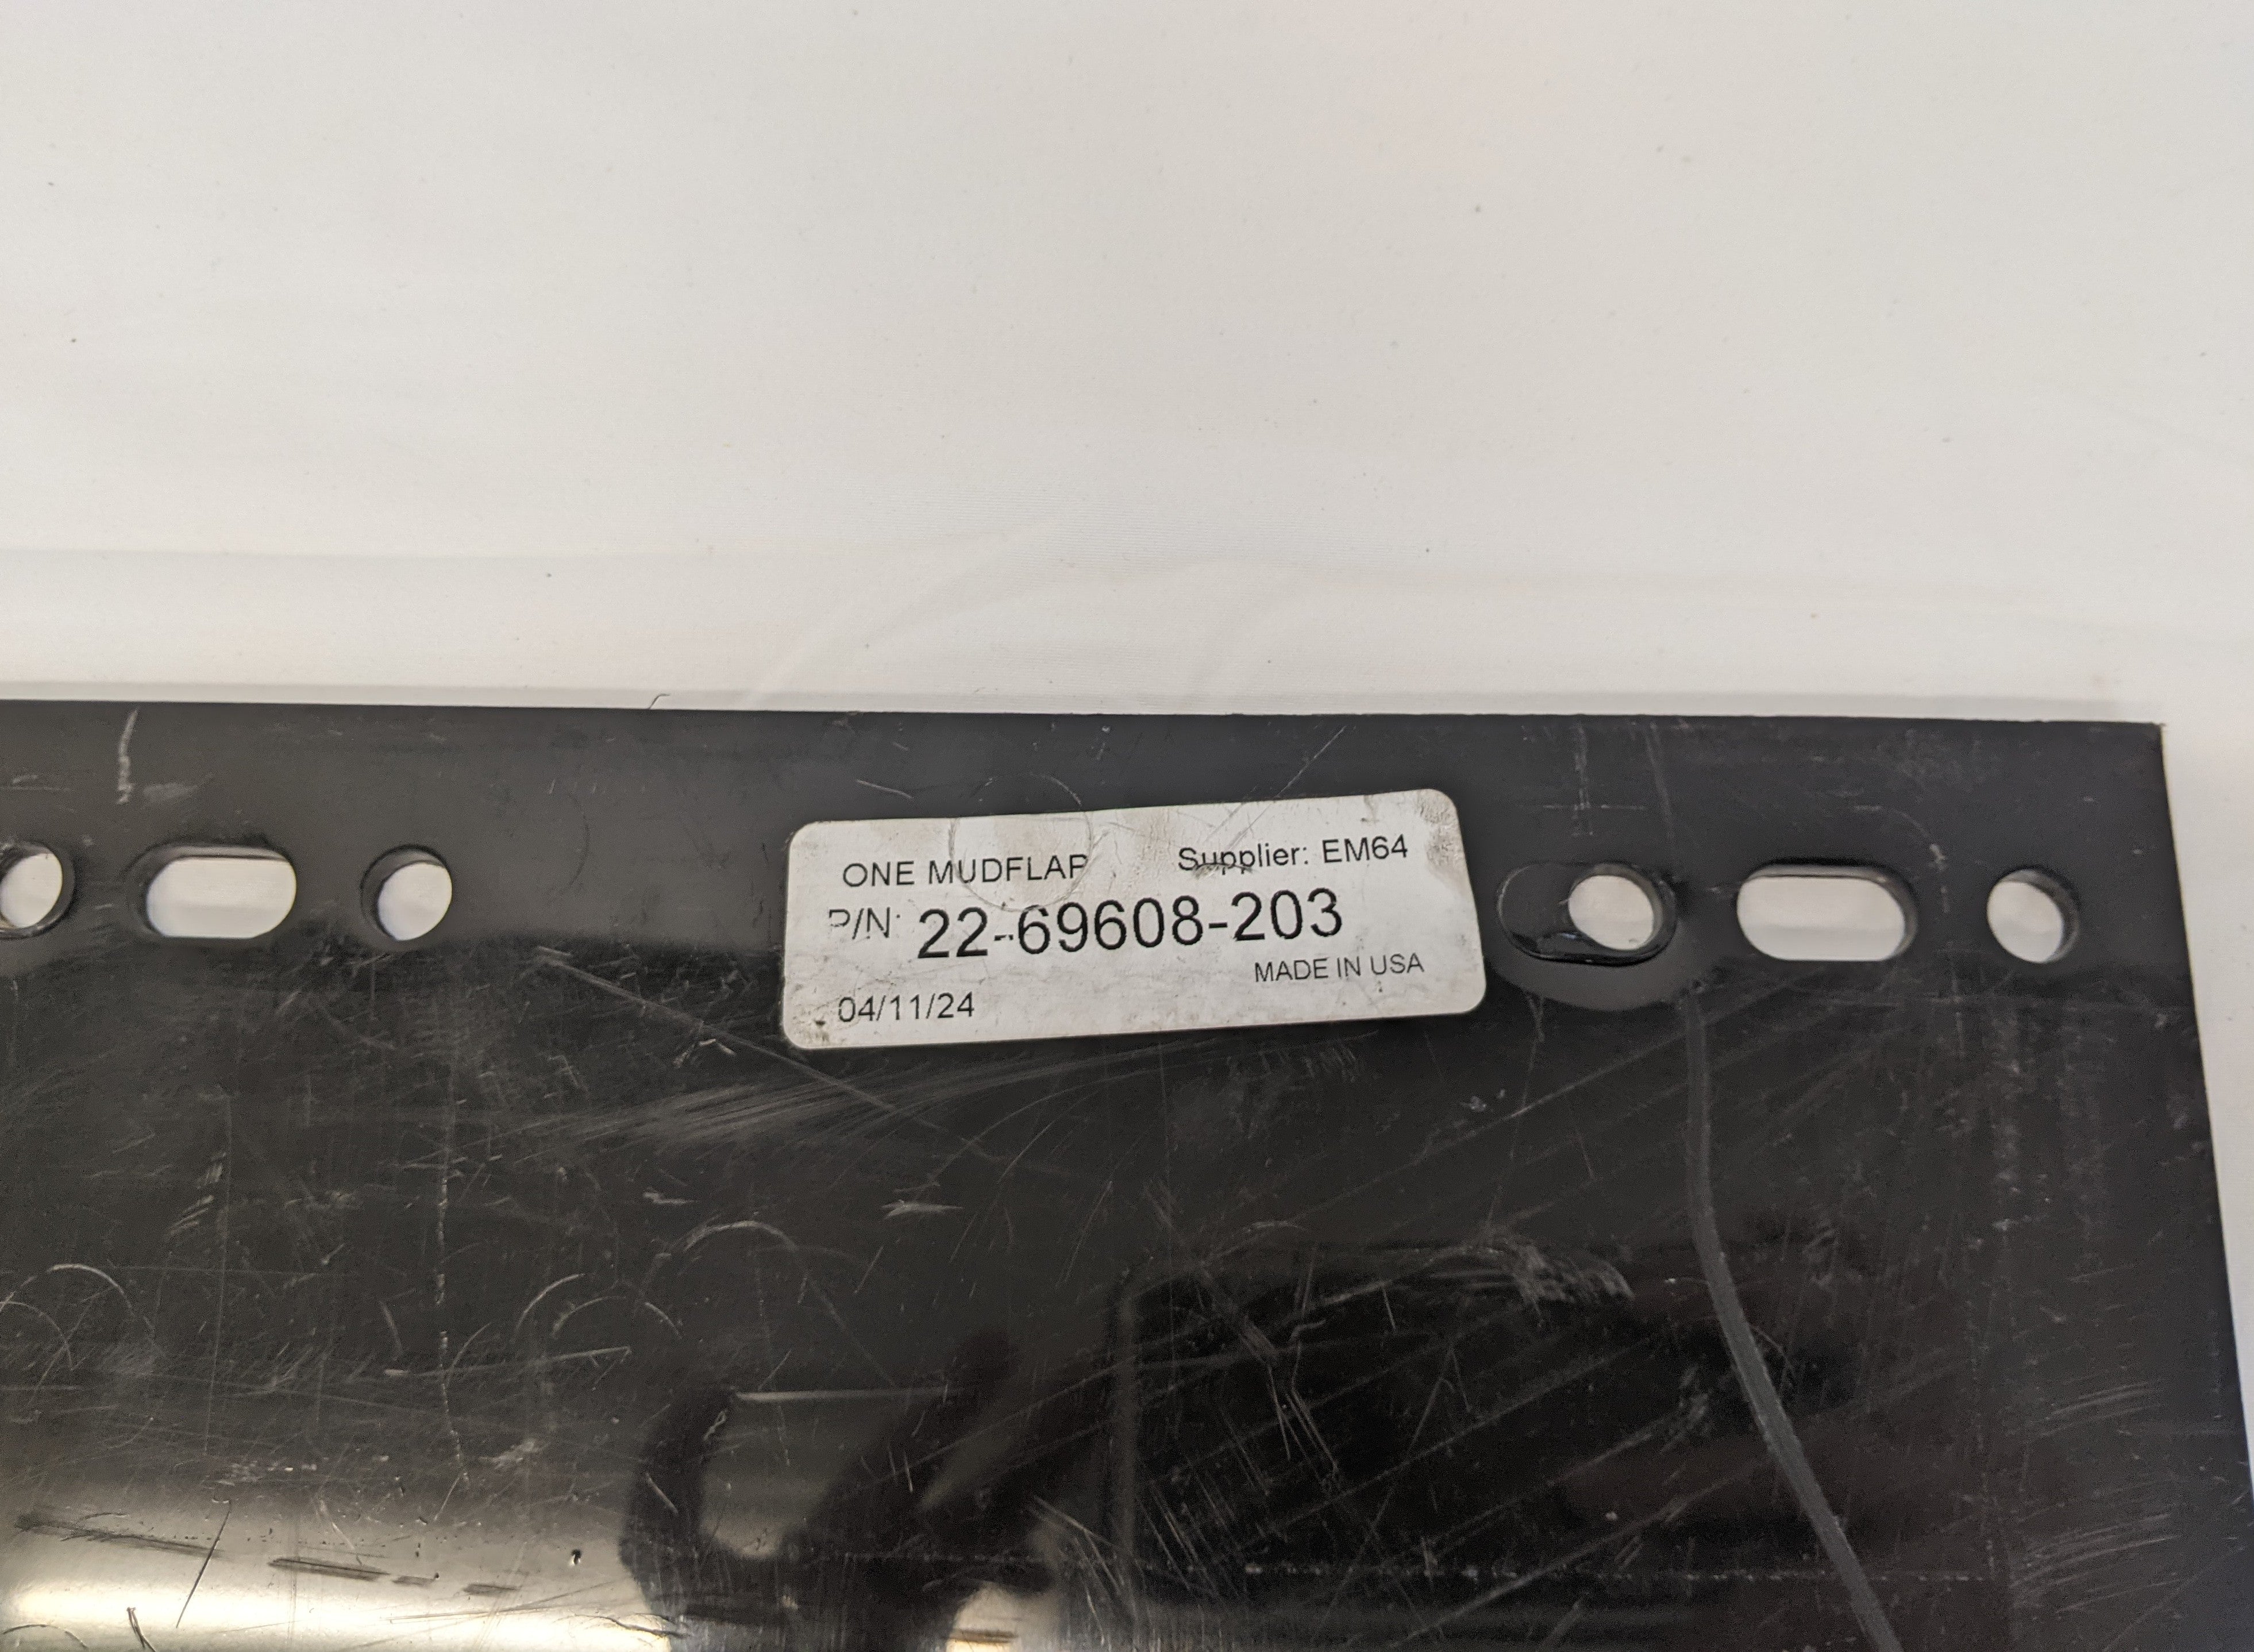 ONE MUDFLAP Supplier: EM64
P/N: 22-69608-203
MADE IN USA
04/11/24